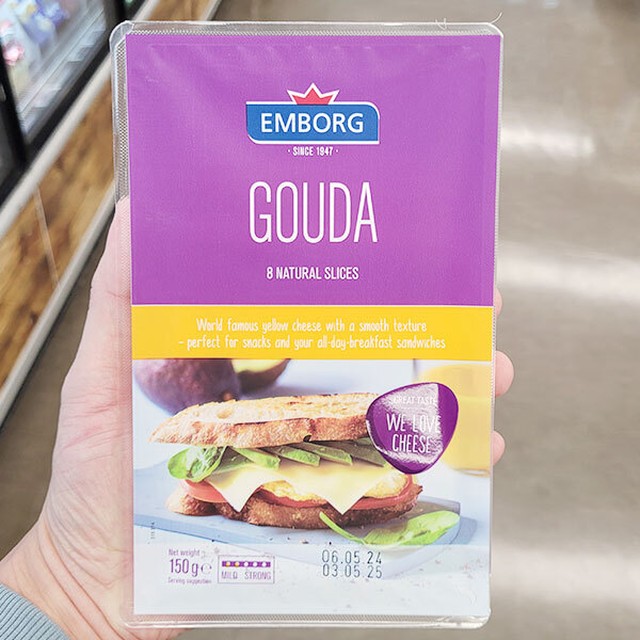 EMBORG
· SINCE 1947 ·
GOUDA
8 NATURAL SLICES
World famous yellow cheese with a smooth texture
– perfect for snacks and your all-day-breakfast sandwiches
GREAT TASTE
WE LOVE
CHEESE
Net weight
150g e
Serving suggestion
MILD STRONG
06.05.24
03.05.25